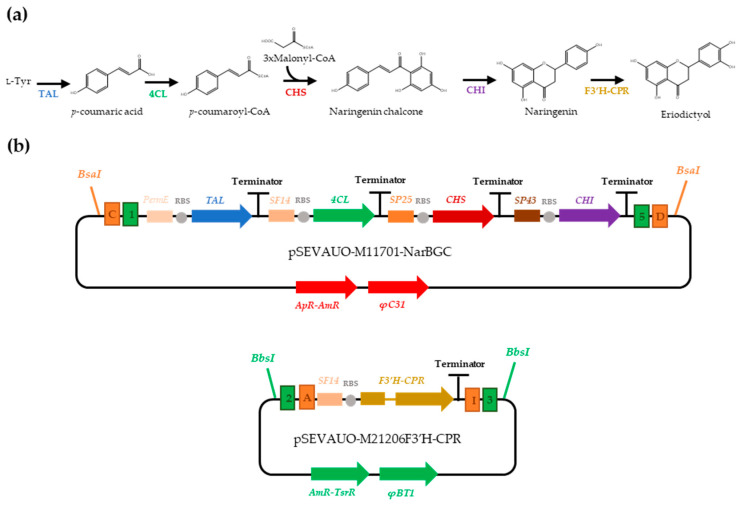 (a)
HOOC
COSCoA
3xMalonyl-CoA
L-Tyr
TAL
4CL
CHS
CHI
F3'H-CPR
p-coumaric acid
p-coumaroyl-CoA
Naringenin chalcone
Naringenin
Eriodictyol
(b)
BsaI
BsaI
Terminator
Terminator
Terminator
Terminator
C
1
PermE
RBS
TAL
SF14
RBS
4CL
SP25
RBS
CHS
SP43
RBS
CHI
5
D
pSEVAUO-M11701-NarBGC
ApR-AmR
φC31
BbsI
BbsI
Terminator
2
A
SF14
RBS
F3'H-CPR
I
3
pSEVAUO-M21206F3'H-CPR
AmR-TsrR
φBT1